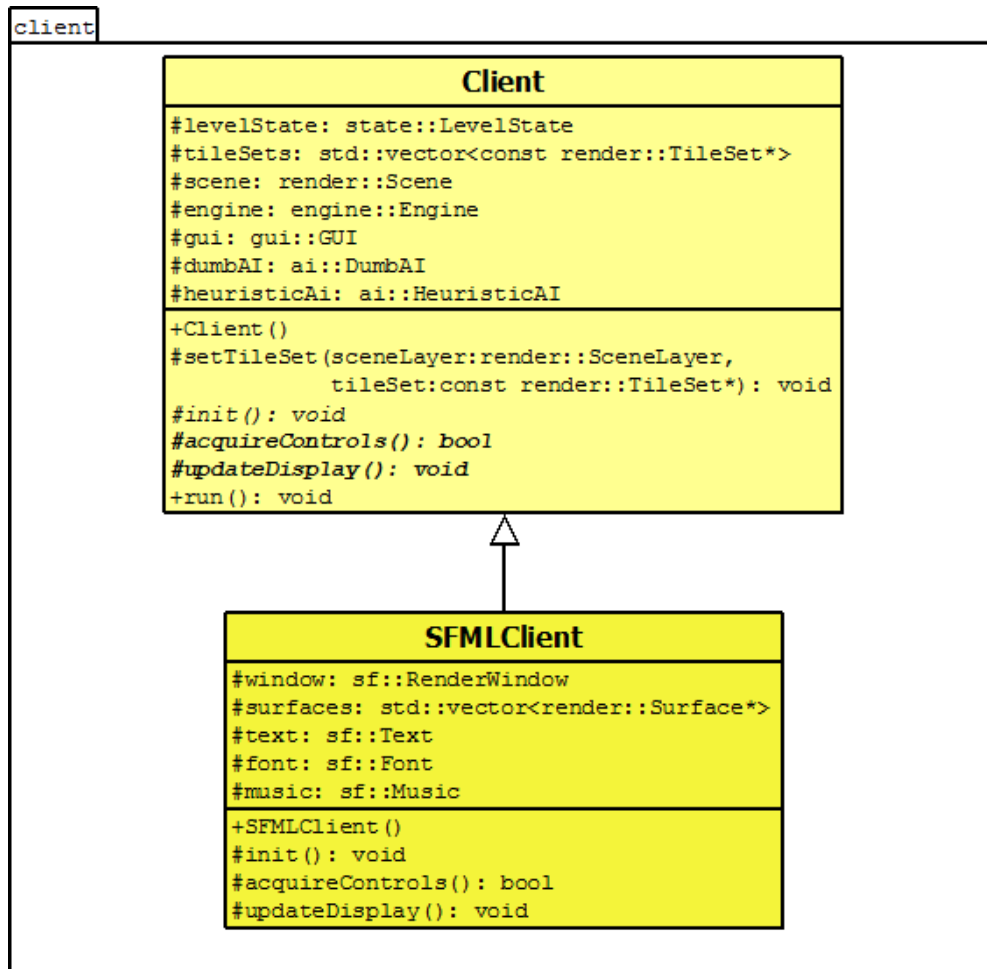 client
Client
#levelState: state::LevelState
#tileSets: std::vector<const render::TileSet*>
#scene: render::Scene
#engine: engine::Engine
#gui: gui::GUI
#dumbAI: ai::DumbAI
#heuristicAi: ai::HeuristicAI
+Client()
#setTileSet(sceneLayer:render::SceneLayer,
tileSet:const render::TileSet*): void
#init(): void
#acquireControls(): bool
#updateDisplay(): void
+run(): void
SFMLClient
#window: sf::RenderWindow
#surfaces: std::vector<render::Surface*>
#text: sf::Text
#font: sf::Font
#music: sf::Music
+SFMLClient()
#init(): void
#acquireControls(): bool
#updateDisplay(): void